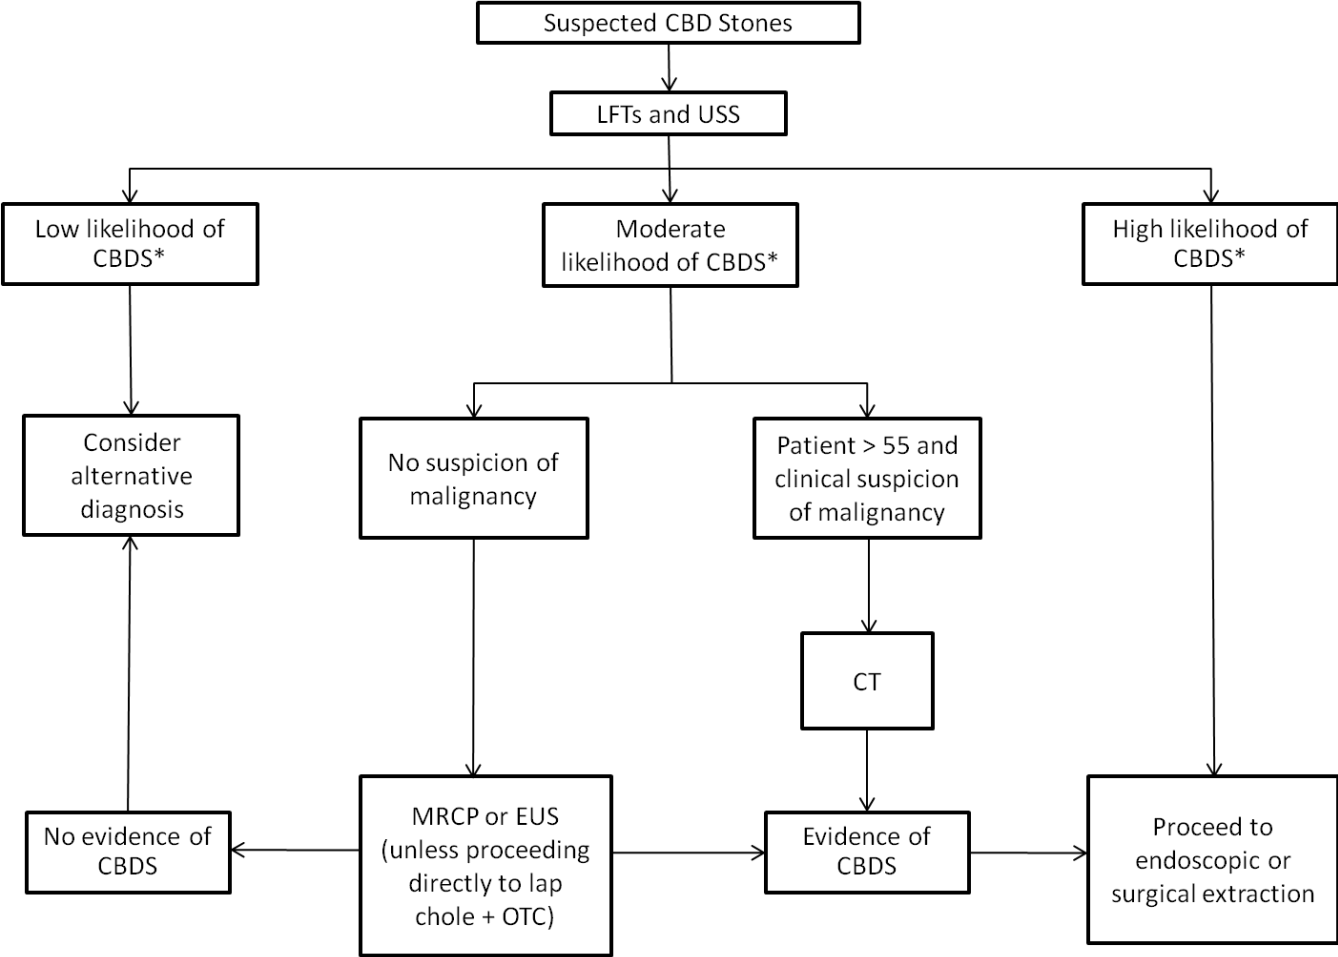 Suspected CBD Stones
LFTs and USS
Low likelihood of
CBDS*
Moderate
likelihood of CBDS*
High likelihood of
CBDS*
Consider
alternative
diagnosis
No suspicion of
malignancy
Patient > 55 and
clinical suspicion
of malignancy
CT
No evidence of
CBDS
MRCP or EUS
(unless proceeding
directly to lap
chole + OTC)
Evidence of
CBDS
Proceed to
endoscopic or
surgical extraction